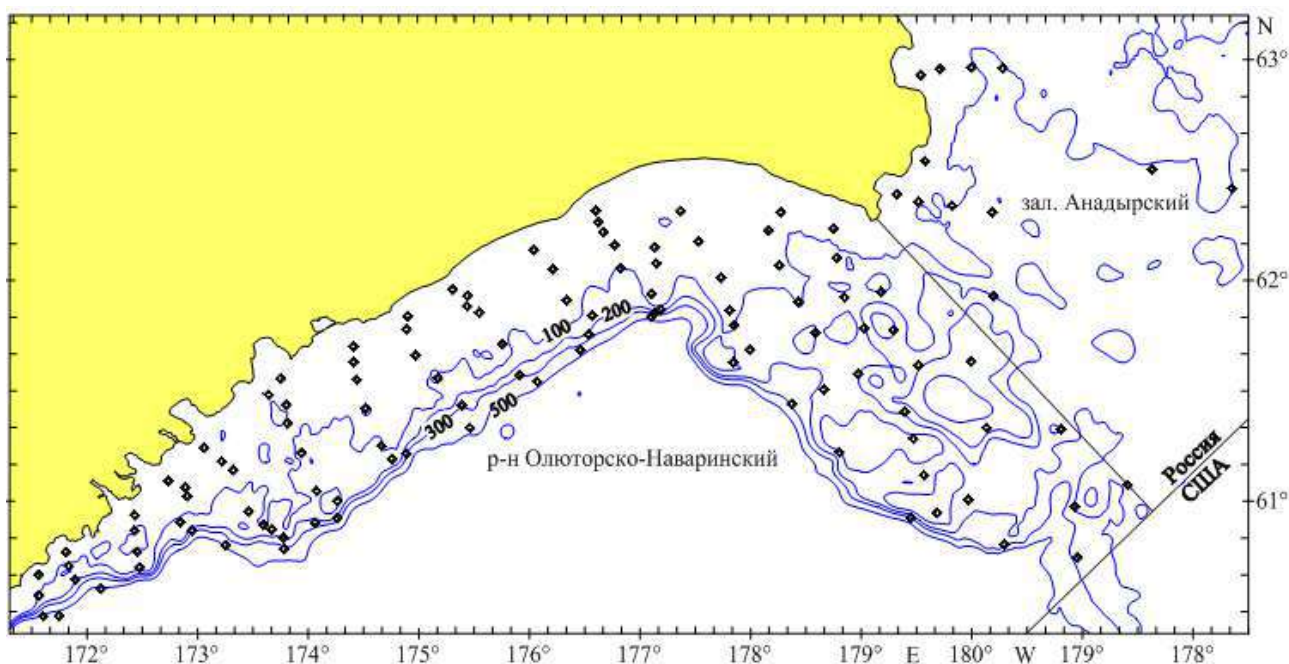 N
63°
зал. Анадырский
62°
100
200
300
500
р-н Олюторско-Наваринский
Россия
США
61°
172°
173°
174°
175°
176°
177°
178°
179°
E
180°
W
179°
178°